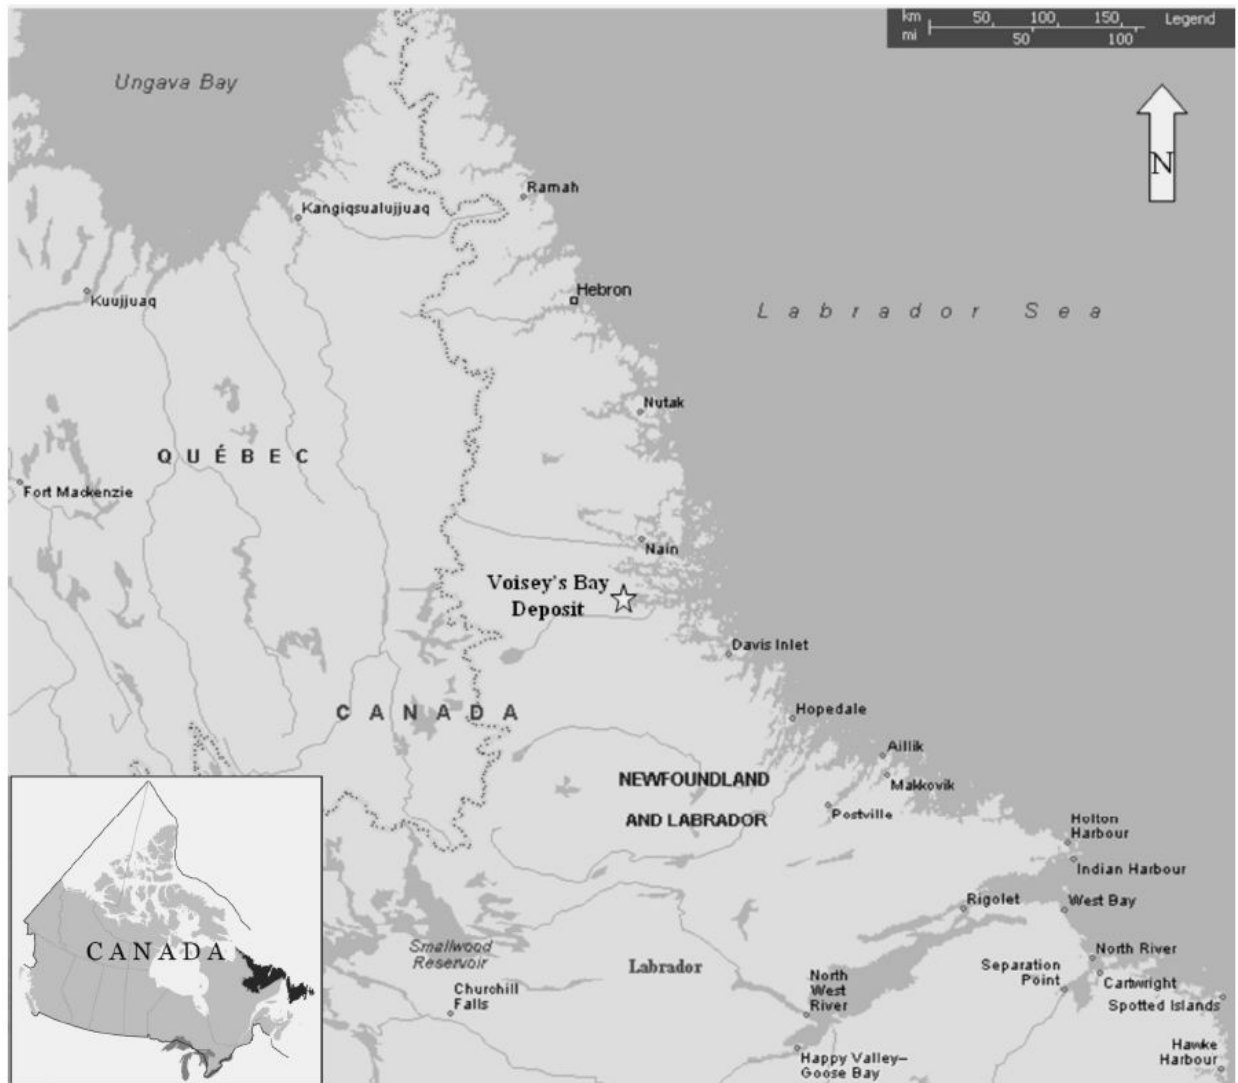 km 50 100 150 Legend
mi 50 100
Ungava Bay
N
Ramah
Kangiqsualujjuaq
Kuujjuaq
Hebron
Labrador Sea
Nutak
QUÉBEC
Fort Mackenzie
Nain
Voisey's Bay
Deposit
Davis Inlet
CANADA
Hopedale
Aillik
NEWFOUNDLAND
Makkovik
AND LABRADOR
Postville
Holton
Harbour
Indian Harbour
Rigolet
West Bay
CANADA
Smallwood
Reservoir
Labrador
North River
Separation
Point
Cartwright
North
West
River
Churchill
Falls
Spotted Islands
Hawke
Harbour
Happy Valley–
Goose Bay